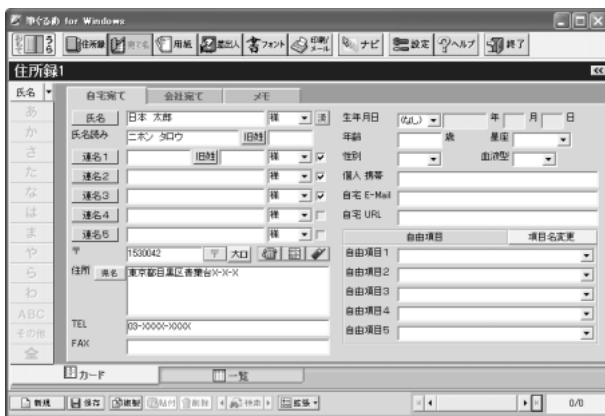 筆ぐるめ for Windows
おもて うら 住所録 宛て名 用紙 差出人 フォント 印刷/メール ナビ 設定 ヘルプ 終了
住所録1
氏名 自宅宛て 会社宛て メモ
あ
か
さ
た
な
は
ま
や
ら
わ
ABC
その他
全
氏名 日本 太郎 様
氏名読み ニホン タロウ 旧姓
連名1 旧姓 様
連名2 様
連名3 様
連名4 様
連名5 様
〒 1530042 〒 大口
住所 県名 東京都目黒区青葉台X-X-X
TEL 03-XXXX-XXXX
FAX
生年月日 (なし) 年 月 日
年齢 歳 星座
性別 血液型
個人 携帯
自宅 E-Mail
自宅 URL
自由項目 項目名変更
自由項目1
自由項目2
自由項目3
自由項目4
自由項目5
カード 一覧
新規 保存 複製 貼付 削除 検索 拡張 0/0